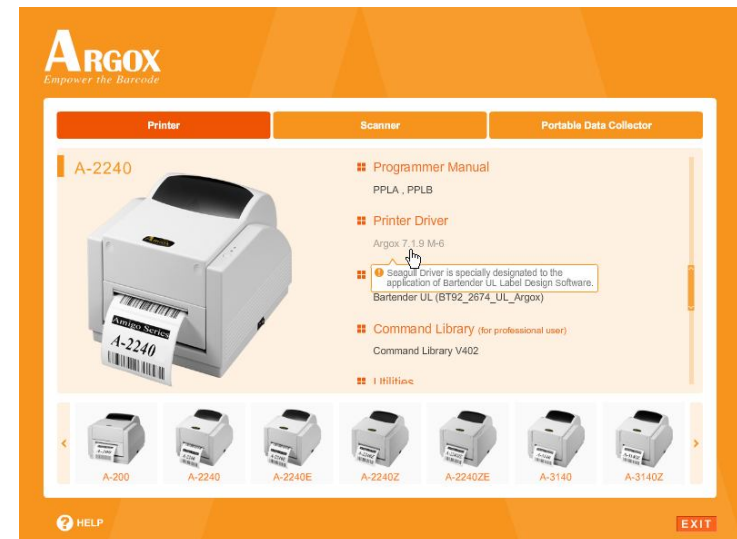 ARGOX
Empower the Barcode
Printer
Scanner
Portable Data Collector
A-2240
Programmer Manual
PPLA , PPLB
Printer Driver
Argox 7.1.9 M-6
Seagull Driver is specially designated to the
application of Bartender UL Label Design Software.
Bartender UL (BT92_2674_UL_Argox)
Command Library (for professional user)
Command Library V402
Utilities
Argox
Amigo Series
A-2240
A-200
A-2240
A-2240E
A-2240Z
A-2240ZE
A-3140
A-3140Z
? HELP
EXIT